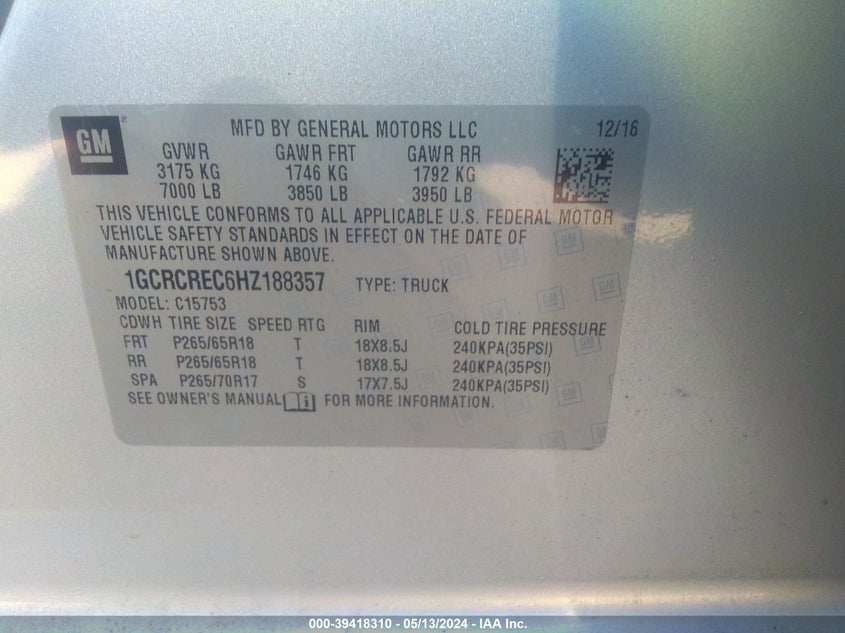 GM
MFD BY GENERAL MOTORS LLC 12/16
GVWR GAWR FRT GAWR RR
3175 KG 1746 KG 1792 KG
7000 LB 3850 LB 3950 LB
THIS VEHICLE CONFORMS TO ALL APPLICABLE U.S. FEDERAL MOTOR
VEHICLE SAFETY STANDARDS IN EFFECT ON THE DATE OF
MANUFACTURE SHOWN ABOVE.
1GCRCREC6HZ188357 TYPE: TRUCK
MODEL: C15753
CDWH TIRE SIZE SPEED RTG RIM COLD TIRE PRESSURE
FRT P265/65R18 T 18X8.5J 240KPA(35PSI)
RR P265/65R18 T 18X8.5J 240KPA(35PSI)
SPA P265/70R17 S 17X7.5J 240KPA(35PSI)
SEE OWNER'S MANUAL FOR MORE INFORMATION.
000-39418310 — 05/13/2024 — IAA Inc.